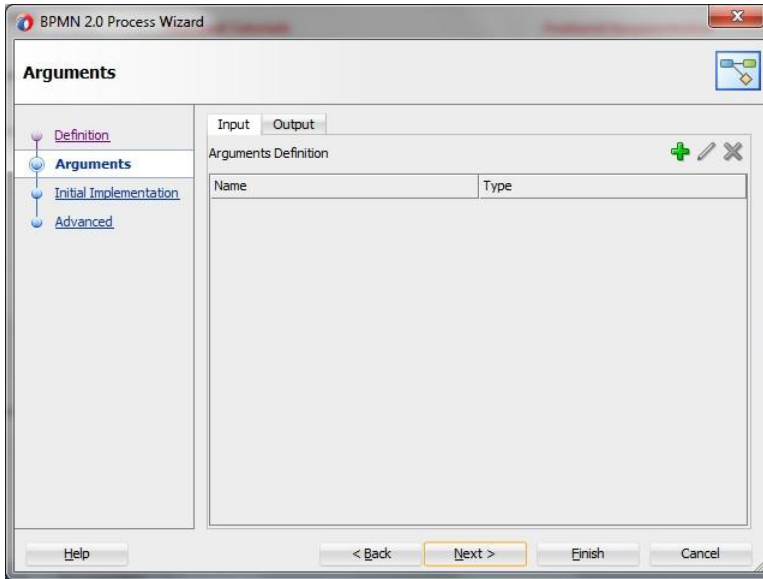 BPMN 2.0 Process Wizard
Arguments
Definition
Arguments
Initial Implementation
Advanced
Input Output
Arguments Definition
Name Type
Help < Back Next > Finish Cancel